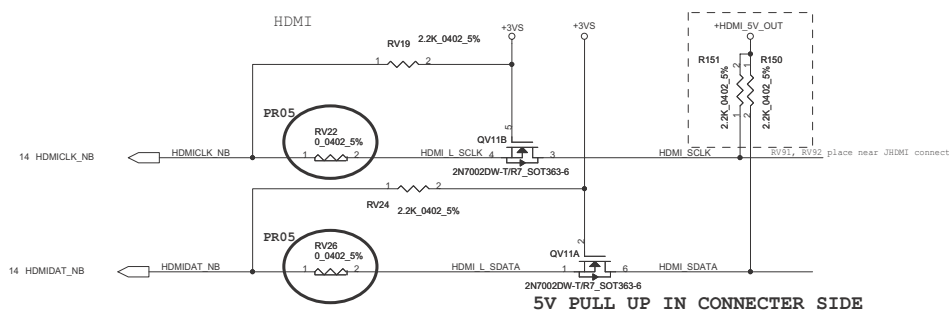 HDMI
+3VS
+3VS
+HDMI_5V_OUT
RV19
2.2K_0402_5%
1
2
R151
R150
2
1
2.2K_0402_5%
2.2K_0402_5%
1
2
PR05
RV22
0_0402_5%
5
QV11B
14 HDMICLK_NB
HDMICLK_NB
1
2
HDMI_L_SCLK
4
3
HDMI_SCLK
RV91, RV92 place near JHDMI connect
2N7002DW-T/R7_SOT363-6
1
2
RV24
2.2K_0402_5%
PR05
RV26
0_0402_5%
2
QV11A
14 HDMIDAT_NB
HDMIDAT_NB
1
2
HDMI_L_SDATA
1
6
HDMI_SDATA
2N7002DW-T/R7_SOT363-6
5V PULL UP IN CONNECTER SIDE